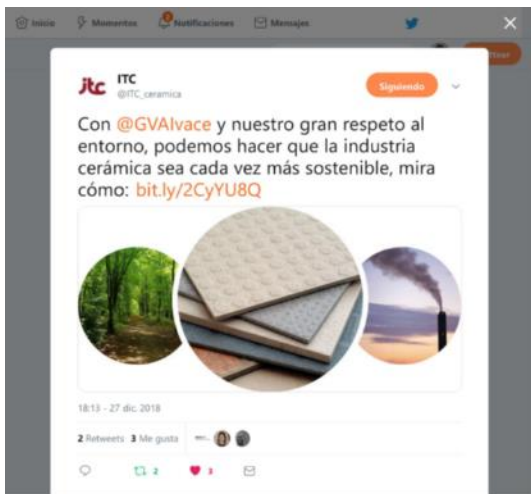 Inicio Momentos Notificaciones Mensajes
itc ITC
@ITC_ceramica
Siguiendo
Con @GVAIvace y nuestro gran respeto al
entorno, podemos hacer que la industria
cerámica sea cada vez más sostenible, mira
cómo: bit.ly/2CyYU8Q
18:13 - 27 dic. 2018
2 Retweets 3 Me gusta
2 3